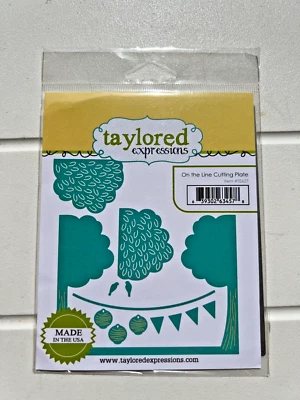 taylored
expressions
On the Line Cutting Plate
MADE
IN THE USA
www.tayloredexpressions.com